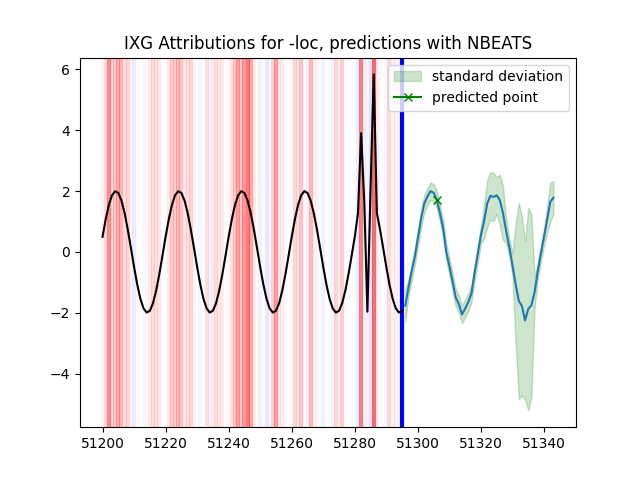 IXG Attributions for -loc, predictions with NBEATS
standard deviation
predicted point
6
4
2
0
−2
−4
51200 51220 51240 51260 51280 51300 51320 51340